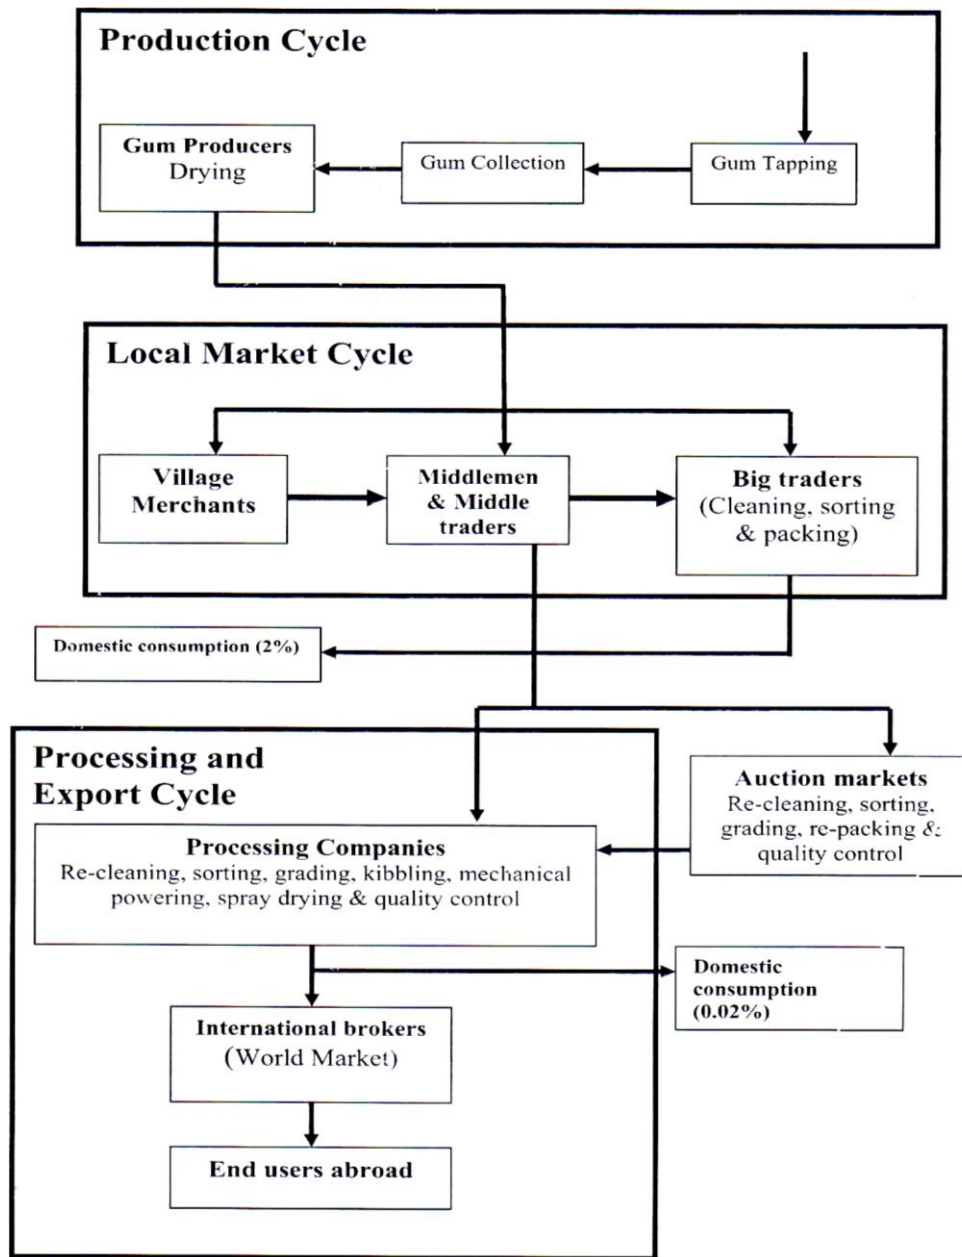 Production Cycle
Gum Producers
Drying
Gum Collection
Gum Tapping
Local Market Cycle
Village
Merchants
Middlemen
& Middle
traders
Big traders
(Cleaning, sorting
& packing)
Domestic consumption (2%)
Processing and
Export Cycle
Auction markets
Re-cleaning, sorting,
grading, re-packing &
quality control
Processing Companies
Re-cleaning, sorting, grading, kibbling, mechanical
powering, spray drying & quality control
Domestic
consumption
(0.02%)
International brokers
(World Market)
End users abroad